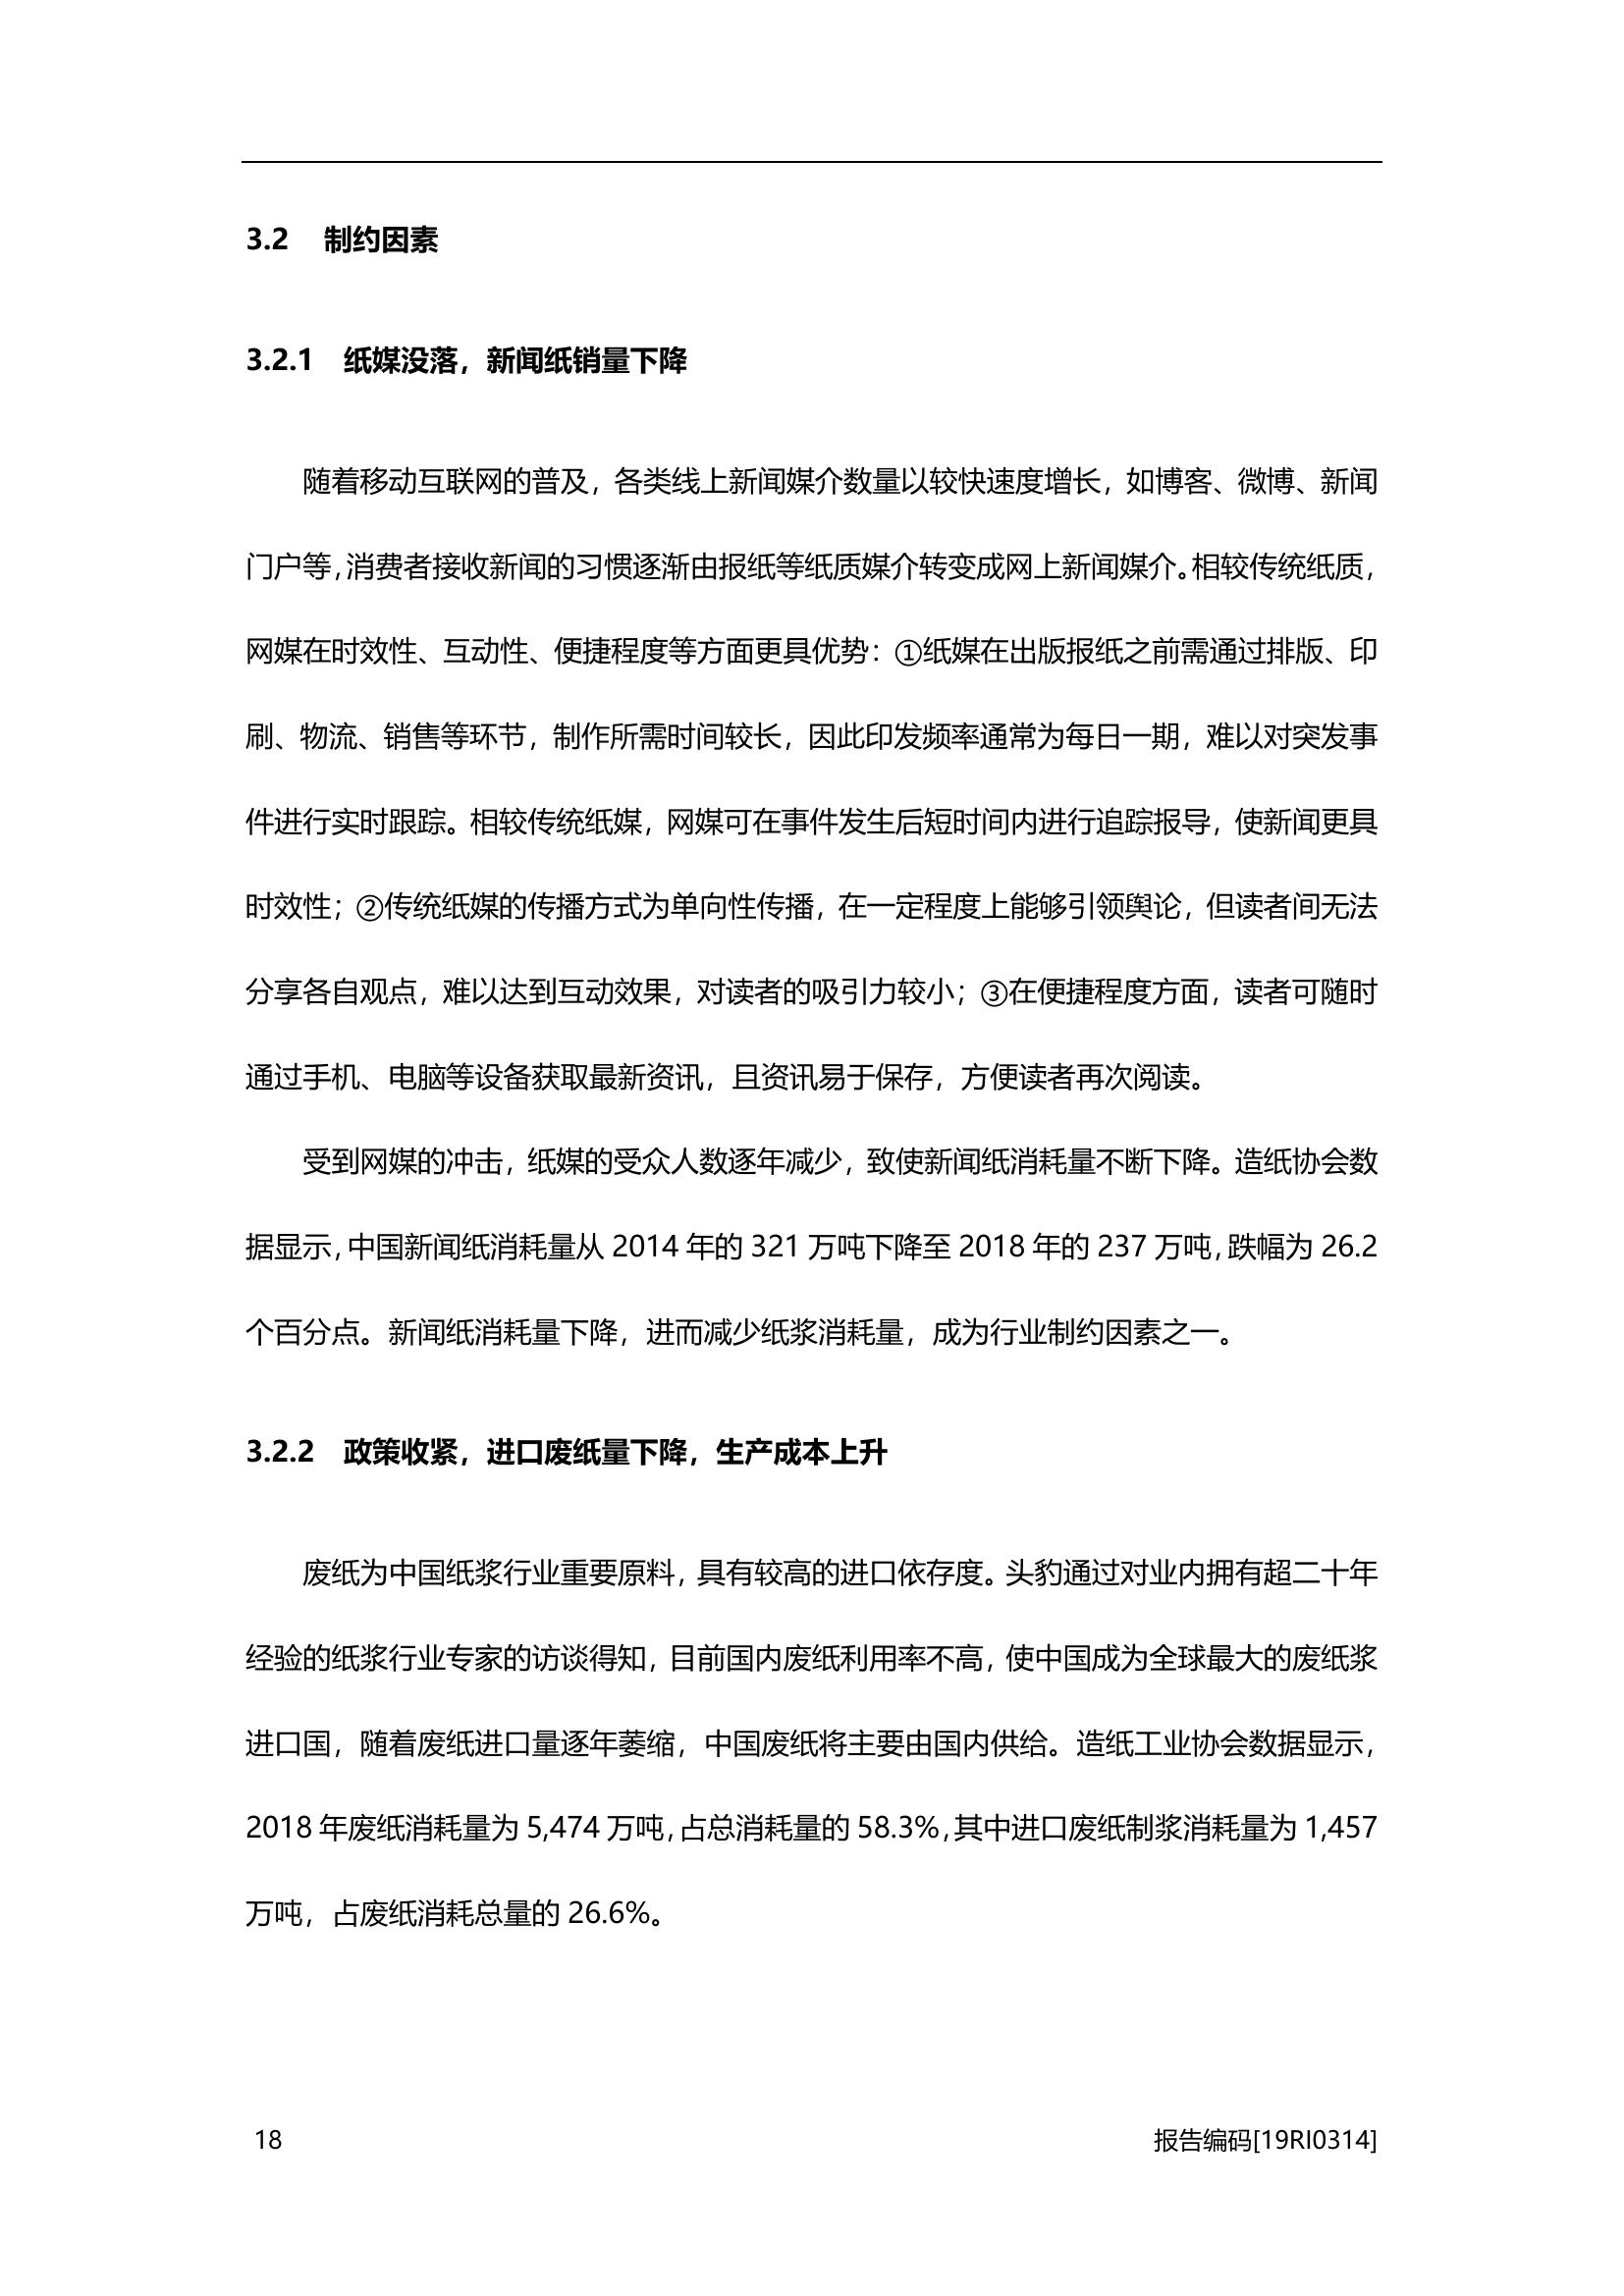 3.2 制约因素
3.2.1 纸媒没落，新闻纸销量下降
随着移动互联网的普及，各类线上新闻媒介数量以较快速度增长，如博客、微博、新闻
门户等，消费者接收新闻的习惯逐渐由报纸等纸质媒介转变成网上新闻媒介。相较传统纸质，
网媒在时效性、互动性、便捷程度等方面更具优势：①纸媒在出版报纸之前需通过排版、印
刷、物流、销售等环节，制作所需时间较长，因此印发频率通常为每日一期，难以对突发事
件进行实时跟踪。相较传统纸媒，网媒可在事件发生后短时间内进行追踪报导，使新闻更具
时效性；②传统纸媒的传播方式为单向性传播，在一定程度上能够引领舆论，但读者间无法
分享各自观点，难以达到互动效果，对读者的吸引力较小；③在便捷程度方面，读者可随时
通过手机、电脑等设备获取最新资讯，且资讯易于保存，方便读者再次阅读。
受到网媒的冲击，纸媒的受众人数逐年减少，致使新闻纸消耗量不断下降。造纸协会数
据显示，中国新闻纸消耗量从 2014 年的 321 万吨下降至 2018 年的 237 万吨，跌幅为 26.2
个百分点。新闻纸消耗量下降，进而减少纸浆消耗量，成为行业制约因素之一。
3.2.2 政策收紧，进口废纸量下降，生产成本上升
废纸为中国纸浆行业重要原料，具有较高的进口依存度。头豹通过对业内拥有超二十年
经验的纸浆行业专家的访谈得知，目前国内废纸利用率不高，使中国成为全球最大的废纸浆
进口国，随着废纸进口量逐年萎缩，中国废纸将主要由国内供给。造纸工业协会数据显示，
2018 年废纸消耗量为 5,474 万吨，占总消耗量的 58.3%，其中进口废纸制浆消耗量为 1,457
万吨，占废纸消耗总量的 26.6%。
18 报告编码[19RI0314]